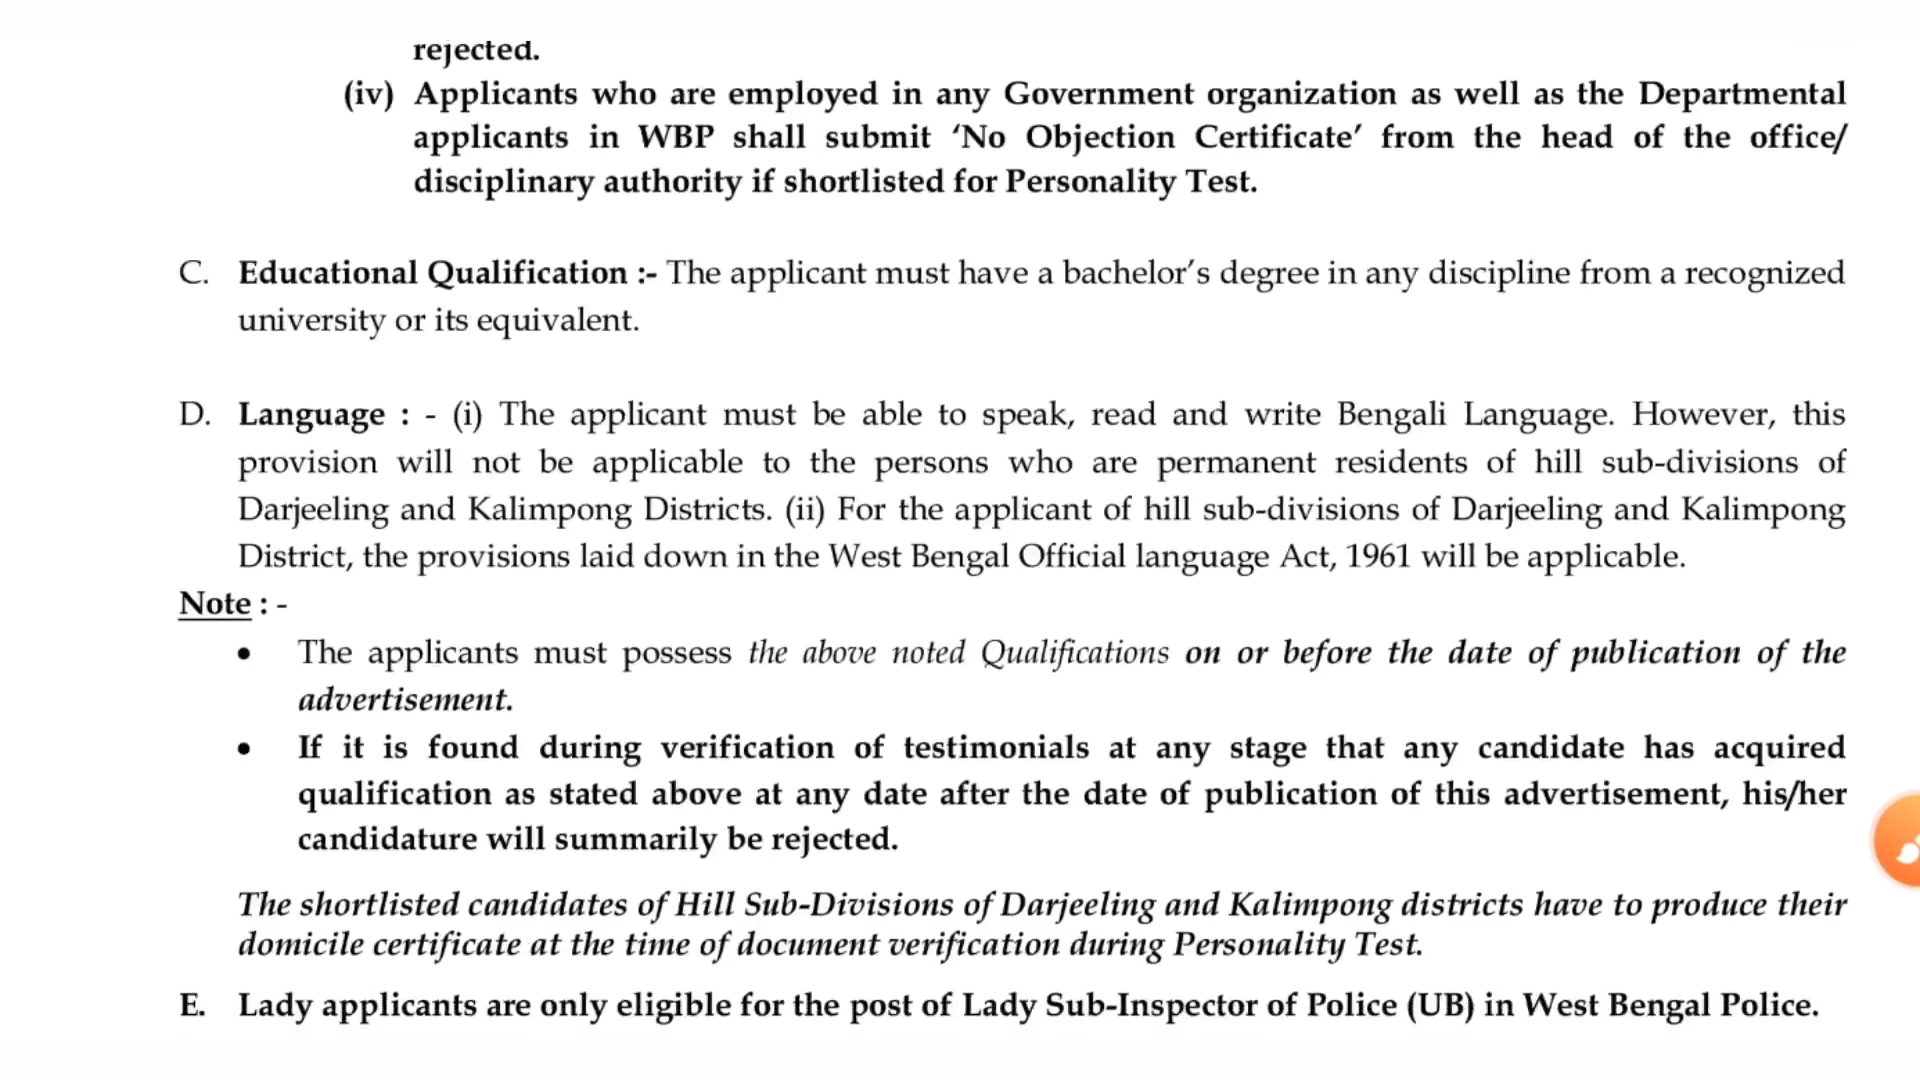 rejected.
(iv) Applicants who are employed in any Government organization as well as the Departmental
applicants in WBP shall submit ‘No Objection Certificate’ from the head of the office/
disciplinary authority if shortlisted for Personality Test.
C. Educational Qualification :- The applicant must have a bachelor’s degree in any discipline from a recognized
university or its equivalent.
D. Language : - (i) The applicant must be able to speak, read and write Bengali Language. However, this
provision will not be applicable to the persons who are permanent residents of hill sub-divisions of
Darjeeling and Kalimpong Districts. (ii) For the applicant of hill sub-divisions of Darjeeling and Kalimpong
District, the provisions laid down in the West Bengal Official language Act, 1961 will be applicable.
Note : -
• The applicants must possess the above noted Qualifications on or before the date of publication of the
advertisement.
• If it is found during verification of testimonials at any stage that any candidate has acquired
qualification as stated above at any date after the date of publication of this advertisement, his/her
candidature will summarily be rejected.
The shortlisted candidates of Hill Sub-Divisions of Darjeeling and Kalimpong districts have to produce their
domicile certificate at the time of document verification during Personality Test.
E. Lady applicants are only eligible for the post of Lady Sub-Inspector of Police (UB) in West Bengal Police.